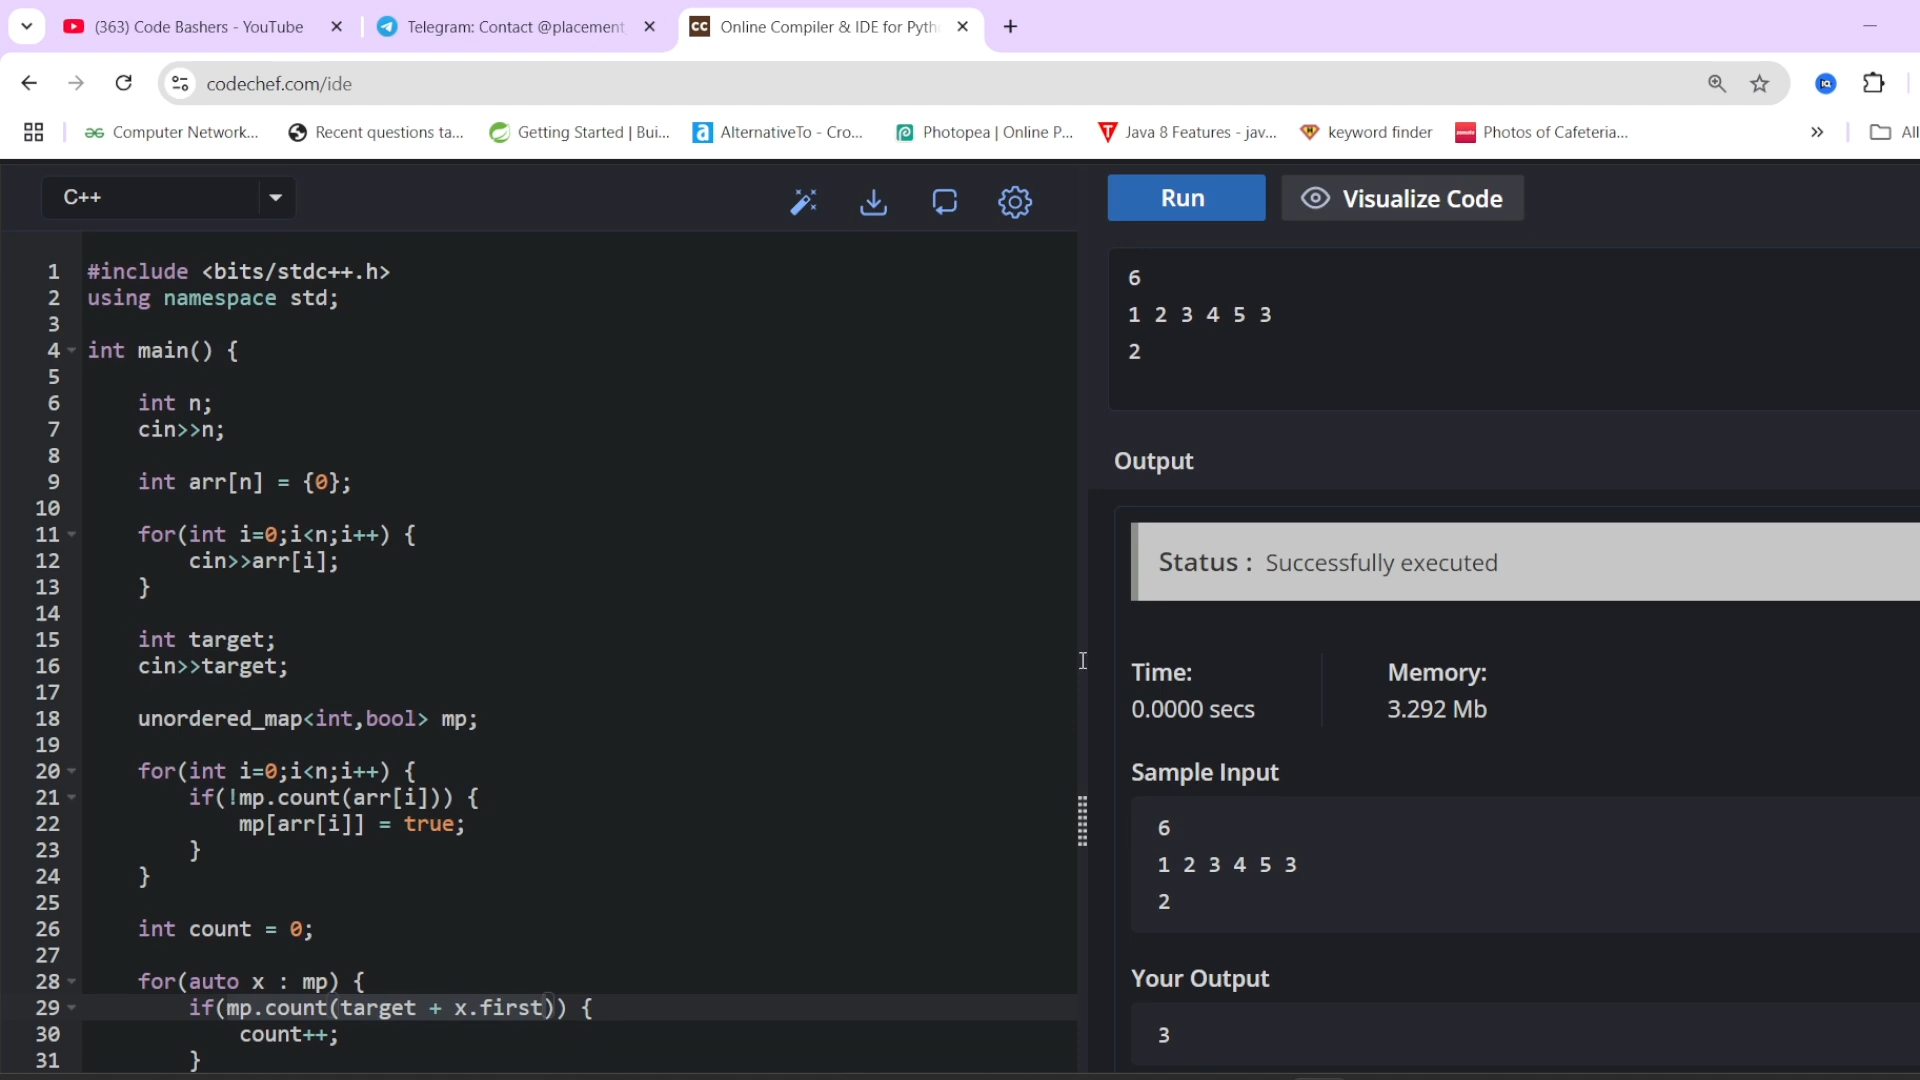 (363) Code Bashers - YouTube
Telegram: Contact @placement
CC Online Compiler & IDE for Pyth
codechef.com/ide
Computer Network...
Recent questions ta...
Getting Started | Bui...
a AlternativeTo - Cro...
Photopea | Online P...
T Java 8 Features - jav...
keyword finder
Photos of Cafeteria...
»
All
C++
Run
Visualize Code
1 #include <bits/stdc++.h>
2 using namespace std;
3
4 int main() {
5
6 int n;
7 cin>>n;
8
9 int arr[n] = {0};
10
11 for(int i=0;i<n;i++) {
12 cin>>arr[i];
13 }
14
15 int target;
16 cin>>target;
17
18 unordered_map<int,bool> mp;
19
20 for(int i=0;i<n;i++) {
21 if(!mp.count(arr[i])) {
22 mp[arr[i]] = true;
23 }
24 }
25
26 int count = 0;
27
28 for(auto x : mp) {
29 if(mp.count(target + x.first)) {
30 count++;
31 }
6
1 2 3 4 5 3
2
Output
Status : Successfully executed
Time:
0.0000 secs
Memory:
3.292 Mb
Sample Input
6
1 2 3 4 5 3
2
Your Output
3